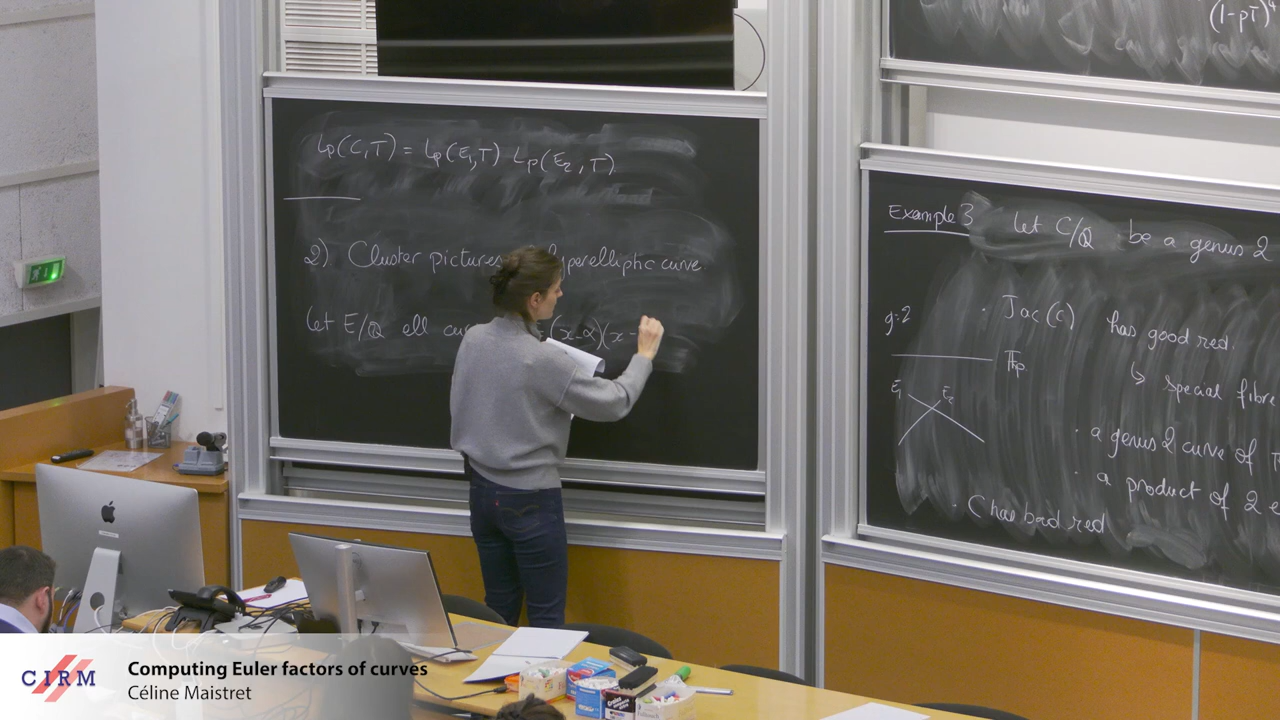 Lp(C,T) = Lp(E1,T) Lp(E2,T)
2) Cluster pictures hyperelliptic curve
Let E/Q ell cu = (x-α)(x-
(1-pT)^4
Example 3 Let C/Q be a genus 2
g=2
· Jac(C) has good red.
Fp
↳ special fibre
E1 E2
· a genus 2 curve of
· a product of 2 e
· C has bad red
CIRM
Computing Euler factors of curves
Céline Maistret